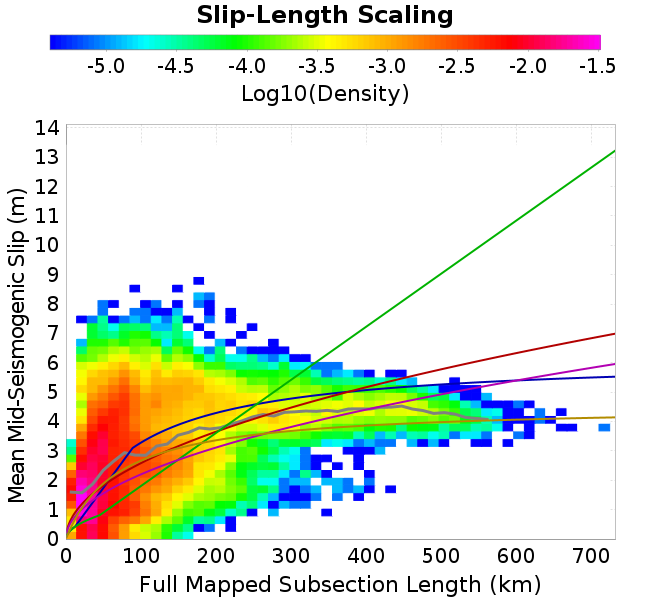 Slip-Length Scaling
-5.0 -4.5 -4.0 -3.5 -3.0 -2.5 -2.0 -1.5
Log10(Density)
14
13
12
11
10
9
8
7
6
5
4
3
2
1
0
Mean Mid-Seismogenic Slip (m)
0 100 200 300 400 500 600 700
Full Mapped Subsection Length (km)